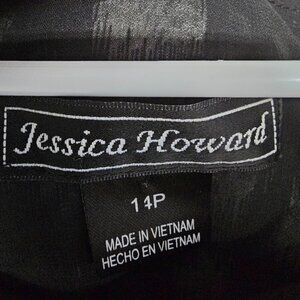 Jessica Howard
14P
MADE IN VIETNAM
HECHO EN VIETNAM